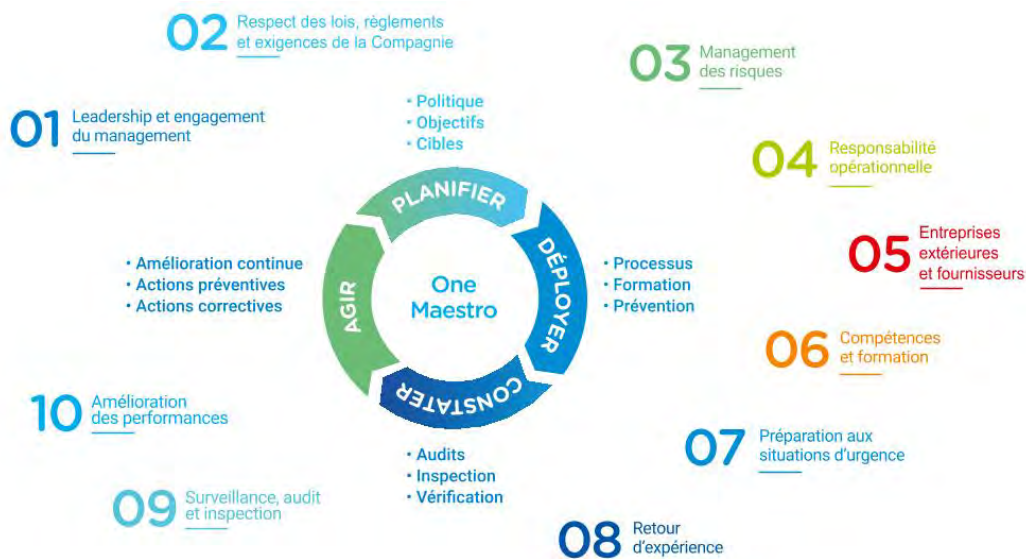 01
Leadership et engagement
du management
02
Respect des lois, règlements
et exigences de la Compagnie
03
Management
des risques
04
Responsabilité
opérationnelle
05
Entreprises
extérieures
et fournisseurs
06
Compétences
et formation
07
Préparation aux
situations d'urgence
08
Retour
d'expérience
09
Surveillance, audit
et inspection
10
Amélioration
des performances
PLANIFIER
• Politique
• Objectifs
• Cibles
DÉPLOYER
• Processus
• Formation
• Prévention
CONSTATER
• Audits
• Inspection
• Vérification
AGIR
• Amélioration continue
• Actions préventives
• Actions correctives
One
Maestro